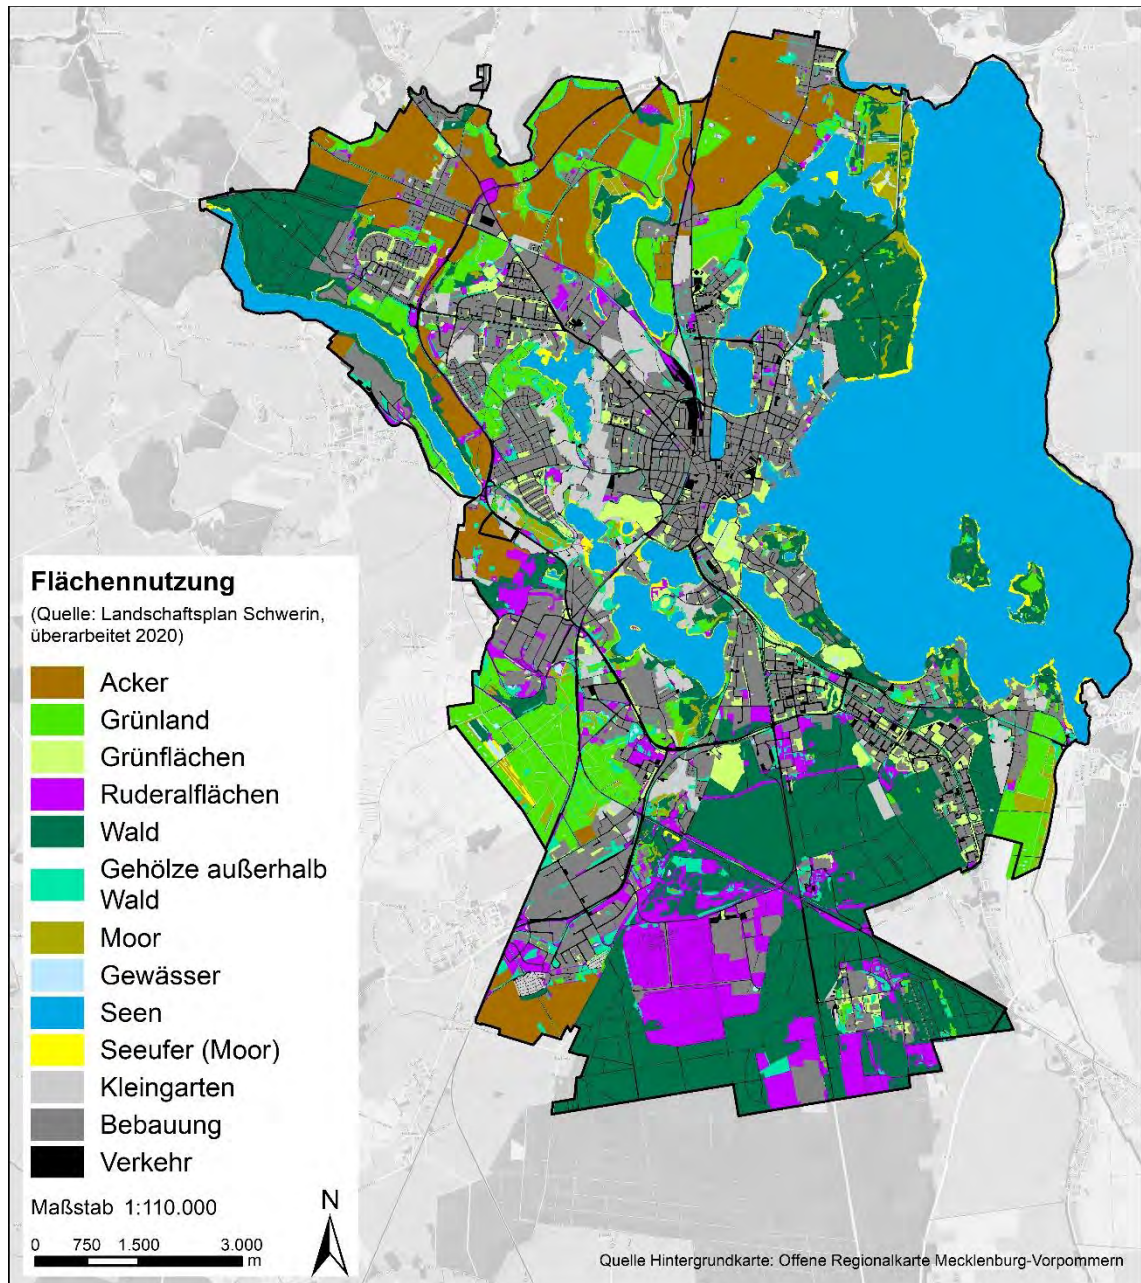 Flächennutzung
(Quelle: Landschaftsplan Schwerin,
überarbeitet 2020)
Acker
Grünland
Grünflächen
Ruderalflächen
Wald
Gehölze außerhalb
Wald
Moor
Gewässer
Seen
Seeufer (Moor)
Kleingarten
Bebauung
Verkehr
Maßstab 1:110.000
N
0 750 1.500 3.000
m
Quelle Hintergrundkarte: Offene Regionalkarte Mecklenburg-Vorpommern